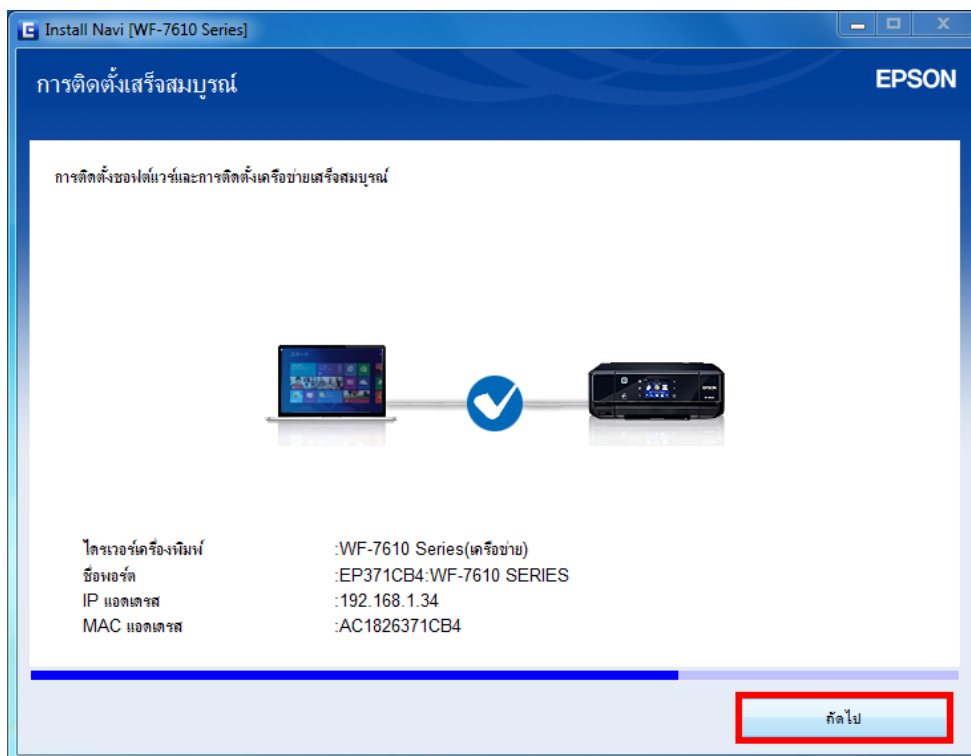 Install Navi [WF-7610 Series]
การติดตั้งเสร็จสมบูรณ์
EPSON
การติดตั้งซอฟต์แวร์และการติดตั้งเครือข่ายเสร็จสมบูรณ์
ไดรเวอร์เครื่องพิมพ์ :WF-7610 Series(เครือข่าย)
ชื่อพอร์ต :EP371CB4:WF-7610 SERIES
IP แอดเดรส :192.168.1.34
MAC แอดเดรส :AC1826371CB4
ถัดไป